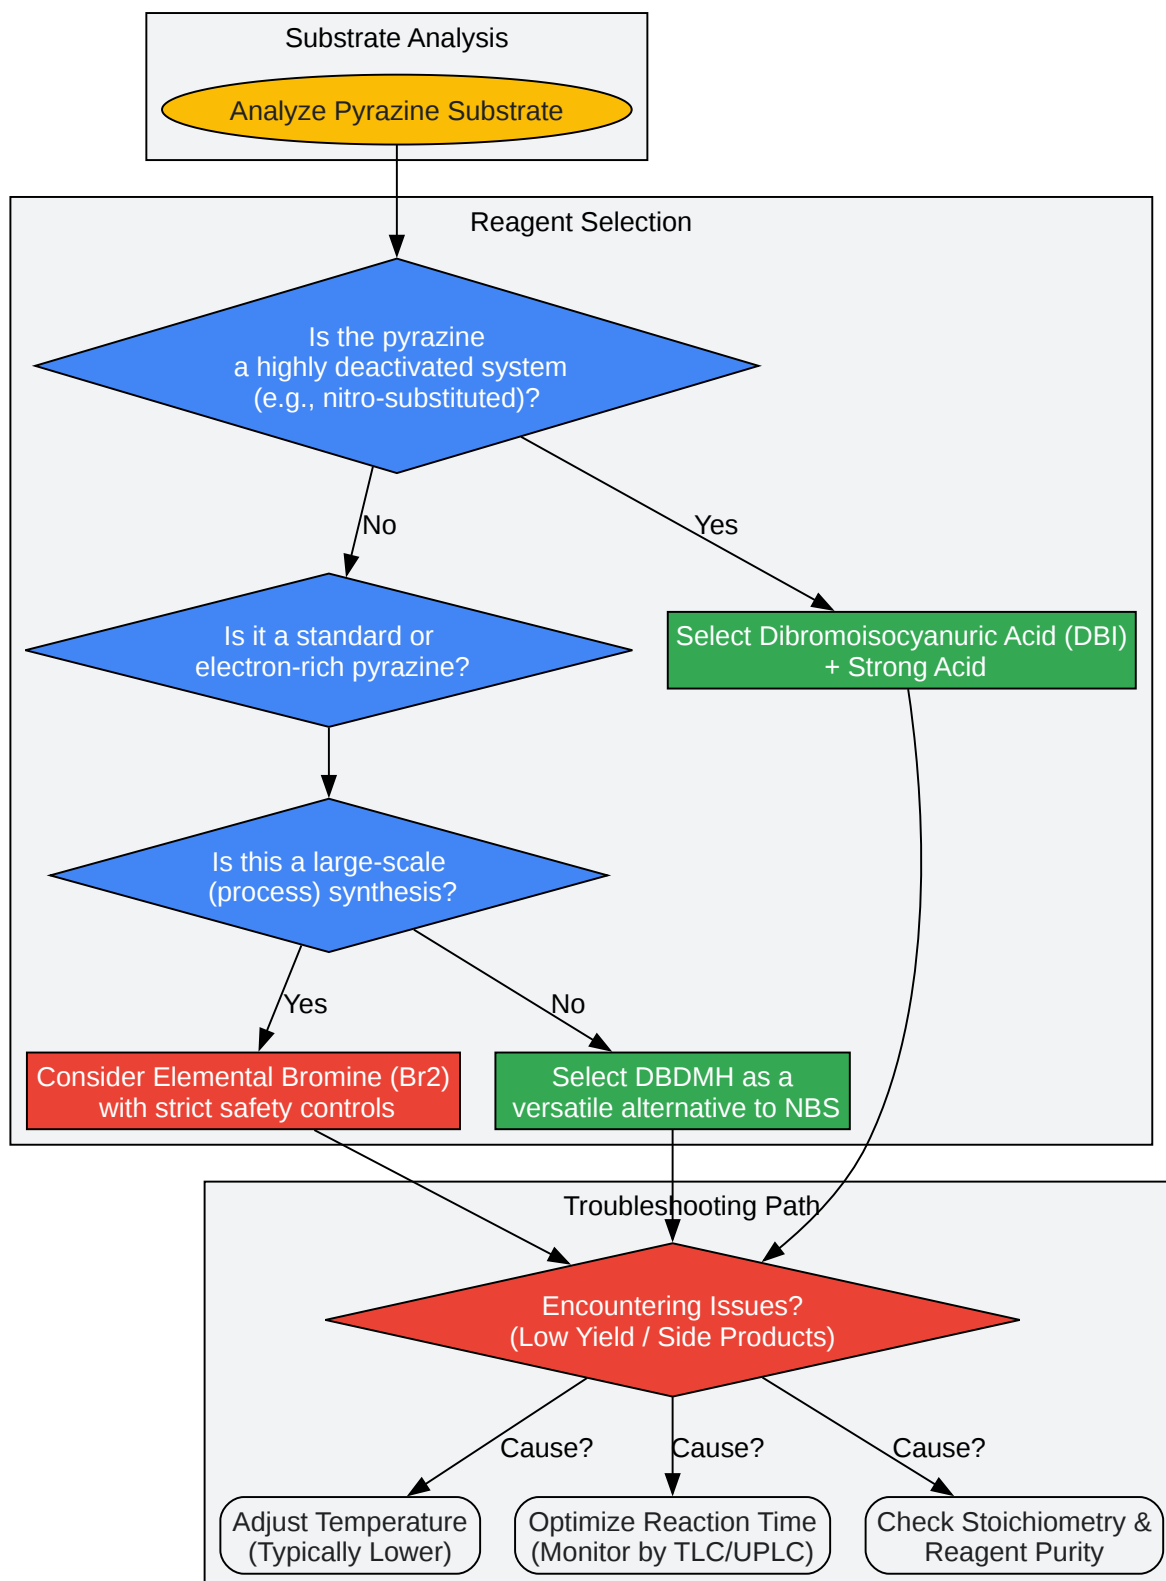 Substrate Analysis
Analyze Pyrazine Substrate
Reagent Selection
Is the pyrazine
a highly deactivated system
(e.g., nitro-substituted)?
No
Yes
Is it a standard or
electron-rich pyrazine?
Select Dibromoisocyanuric Acid (DBI)
+ Strong Acid
Is this a large-scale
(process) synthesis?
Yes
No
Consider Elemental Bromine (Br2)
with strict safety controls
Select DBDMH as a
versatile alternative to NBS
Troubleshooting Path
Encountering Issues?
(Low Yield / Side Products)
Cause?
Cause?
Cause?
Adjust Temperature
(Typically Lower)
Optimize Reaction Time
(Monitor by TLC/UPLC)
Check Stoichiometry &
Reagent Purity